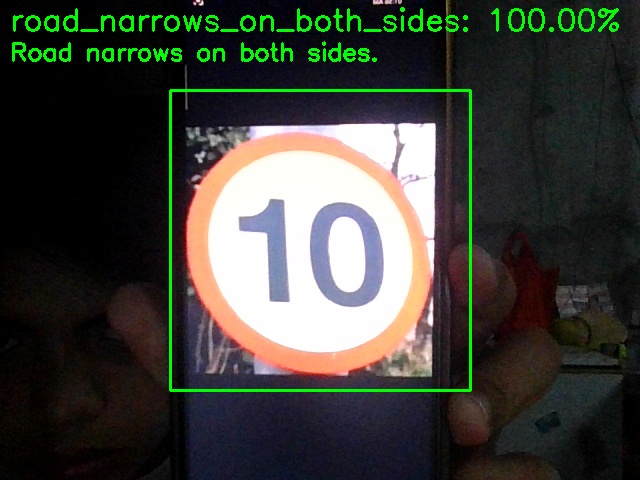 road_narrows_on_both_sides: 100.00%
Road narrows on both sides.
10